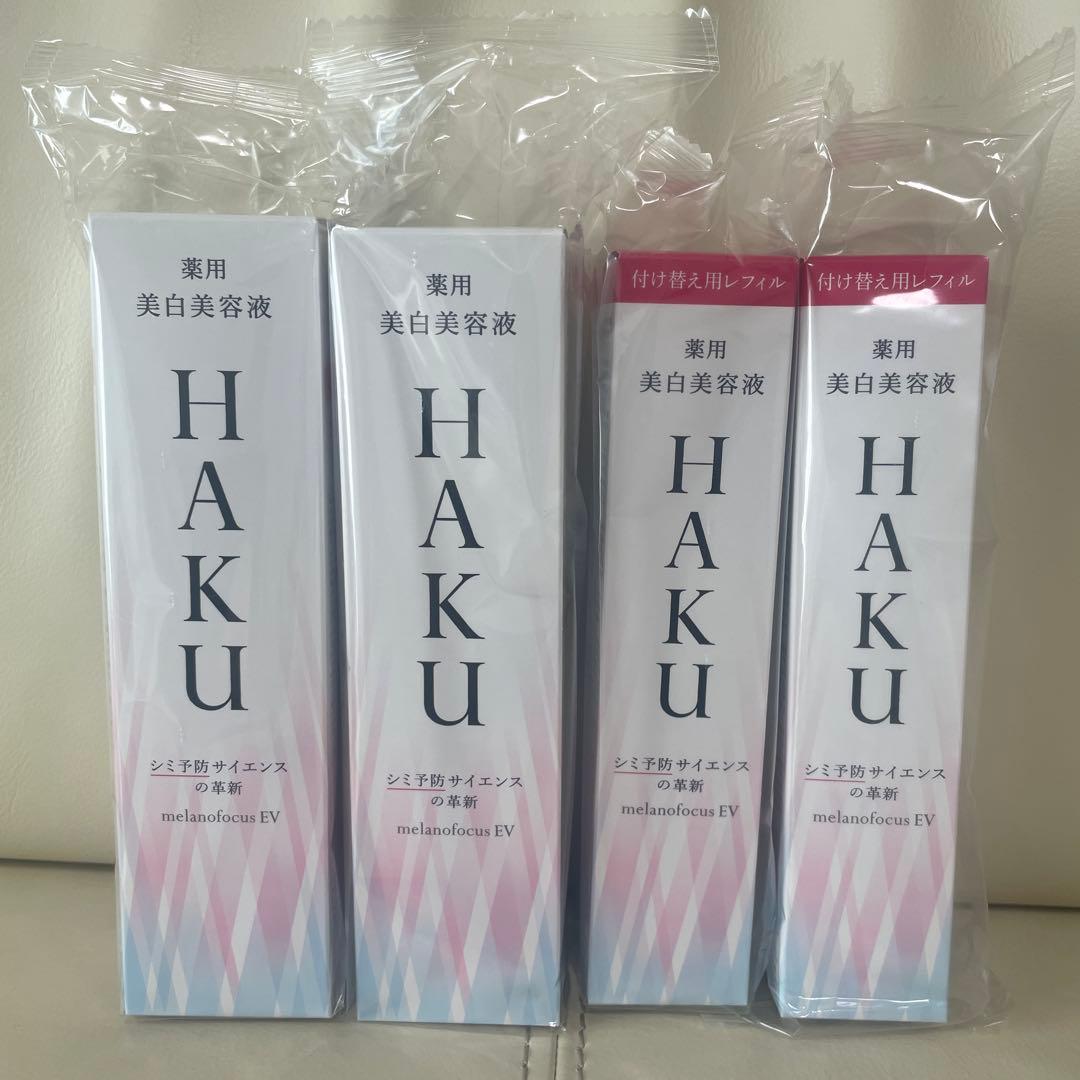 薬用
美白美容液
HAKU
シミ予防サイエンス
の革新
melanofocus EV
薬用
美白美容液
HAKU
シミ予防サイエンス
の革新
melanofocus EV
付け替え用レフィル
薬用
美白美容液
HAKU
シミ予防サイエンス
の革新
melanofocus EV
付け替え用レフィル
薬用
美白美容液
HAKU
シミ予防サイエンス
の革新
melanofocus EV